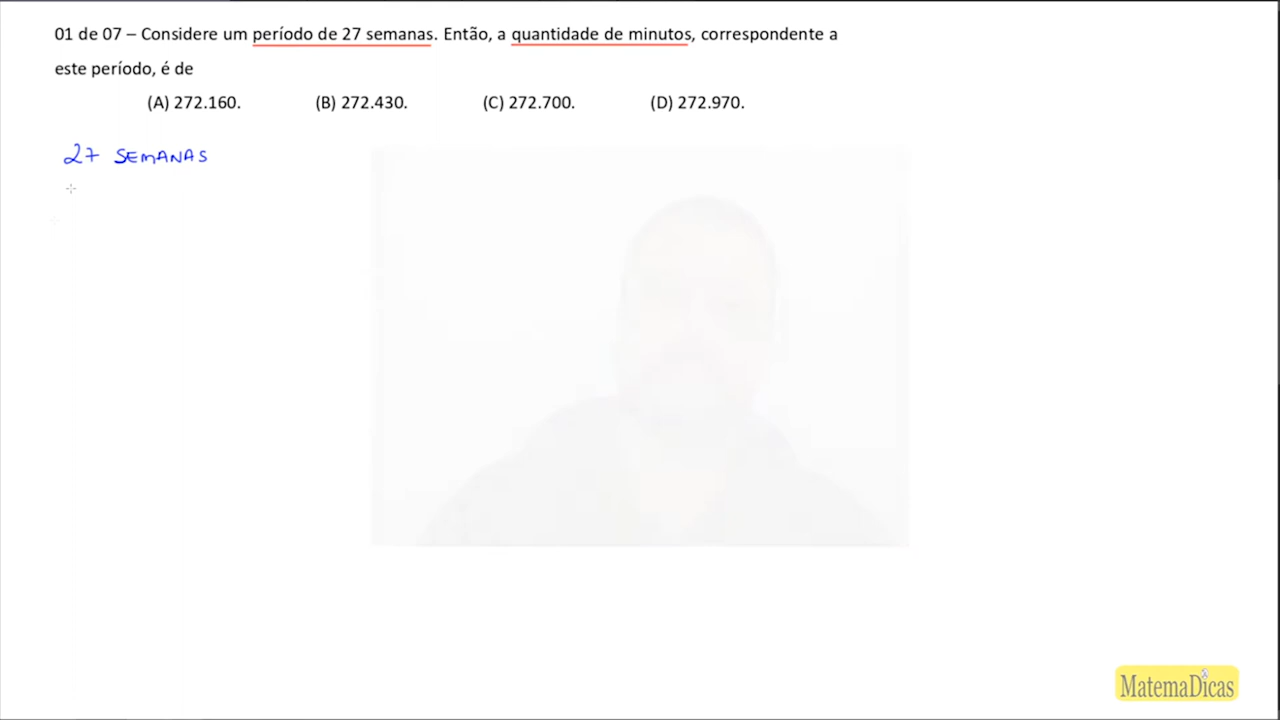 01 de 07 – Considere um período de 27 semanas. Então, a quantidade de minutos, correspondente a
este período, é de
(A) 272.160. (B) 272.430. (C) 272.700. (D) 272.970.
27 SEMANAS
MatemaDicas